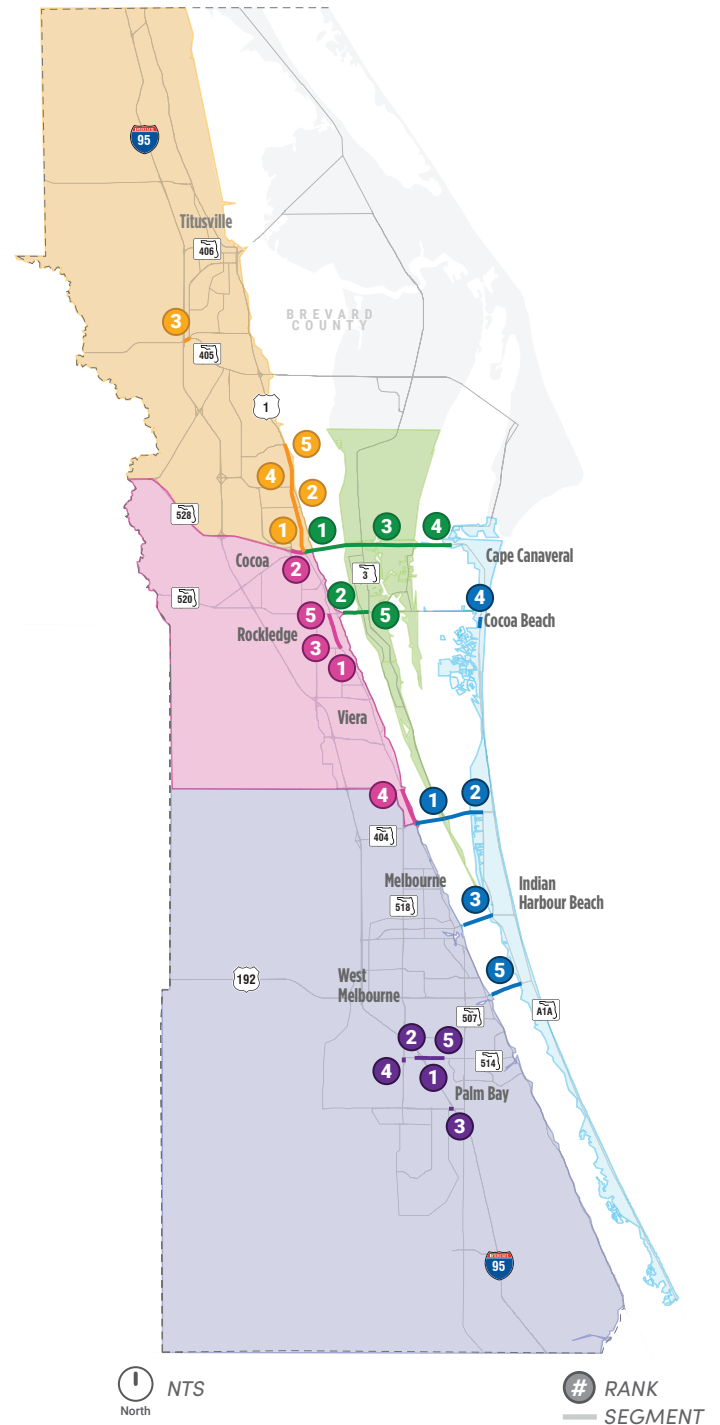 95
Titusville
406
3
405
BREVARD
COUNTY
1
5
4
2
528
1
1
3
4
Cocoa
2
3
Cape Canaveral
520
2
4
5
5
Cocoa Beach
Rockledge
3
1
Viera
4
1
2
404
Melbourne
518
3
Indian
Harbour Beach
192
West
Melbourne
5
507
A1A
2
5
4
1
514
Palm Bay
3
95
North
NTS
# RANK
SEGMENT